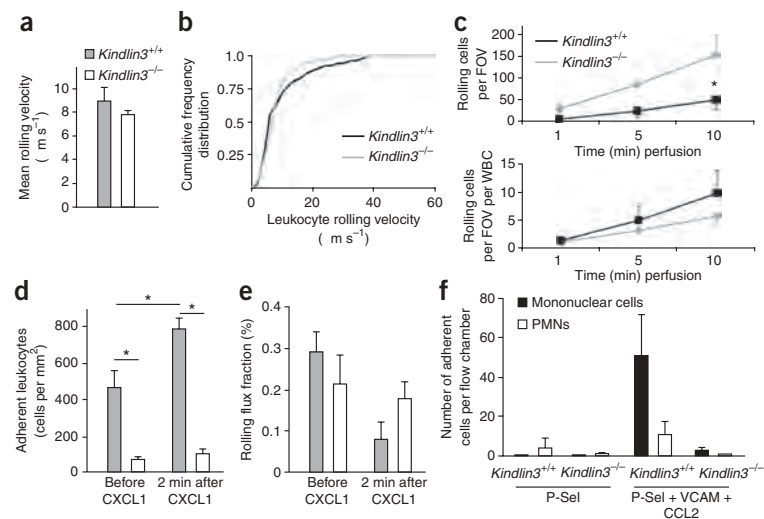 a
Kindlin3+/+
Kindlin3−/−
Mean rolling velocity
( m s−1)
10
8
6
4
2
0
b
Cumulative frequency
distribution
1.0
0.75
0.5
0.25
Kindlin3+/+
Kindlin3−/−
0 20 40 60
Leukocyte rolling velocity
( m s−1)
c
Kindlin3+/+
Kindlin3−/−
Rolling cells
per FOV
200
150
100
50
0
*
1 5 10
Time (min) perfusion
Rolling cells
per FOV per WBC
15
10
5
0
1 5 10
Time (min) perfusion
d
Adherent leukocytes
(cells per mm2)
800
600
400
200
0
*
*
*
Before
CXCL1
2 min after
CXCL1
e
Rolling flux fraction (%)
0.4
0.3
0.2
0.1
0
Before
CXCL1
2 min after
CXCL1
f
Mononuclear cells
PMNs
Number of adherent
cells per flow chamber
80
60
40
20
0
Kindlin3+/+ Kindlin3−/− Kindlin3+/+ Kindlin3−/−
P-Sel
P-Sel + VCAM +
CCL2